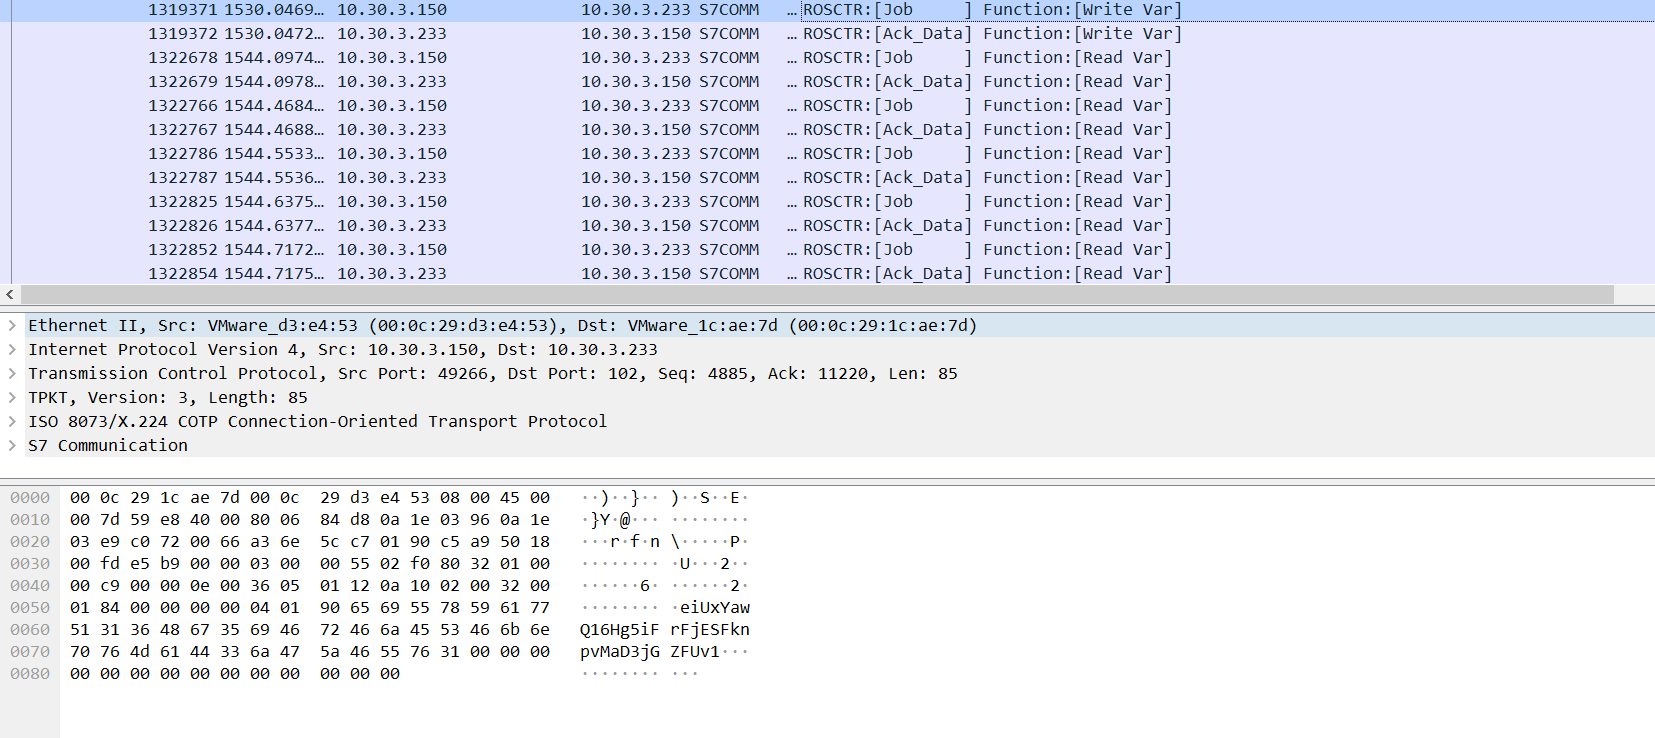 1319371 1530.0469… 10.30.3.150 10.30.3.233 S7COMM … ROSCTR:[Job     ] Function:[Write Var]
1319372 1530.0472… 10.30.3.233 10.30.3.150 S7COMM … ROSCTR:[Ack_Data] Function:[Write Var]
1322678 1544.0974… 10.30.3.150 10.30.3.233 S7COMM … ROSCTR:[Job     ] Function:[Read Var]
1322679 1544.0978… 10.30.3.233 10.30.3.150 S7COMM … ROSCTR:[Ack_Data] Function:[Read Var]
1322766 1544.4684… 10.30.3.150 10.30.3.233 S7COMM … ROSCTR:[Job     ] Function:[Read Var]
1322767 1544.4688… 10.30.3.233 10.30.3.150 S7COMM … ROSCTR:[Ack_Data] Function:[Read Var]
1322786 1544.5533… 10.30.3.150 10.30.3.233 S7COMM … ROSCTR:[Job     ] Function:[Read Var]
1322787 1544.5536… 10.30.3.233 10.30.3.150 S7COMM … ROSCTR:[Ack_Data] Function:[Read Var]
1322825 1544.6375… 10.30.3.150 10.30.3.233 S7COMM … ROSCTR:[Job     ] Function:[Read Var]
1322826 1544.6377… 10.30.3.233 10.30.3.150 S7COMM … ROSCTR:[Ack_Data] Function:[Read Var]
1322852 1544.7172… 10.30.3.150 10.30.3.233 S7COMM … ROSCTR:[Job     ] Function:[Read Var]
1322854 1544.7175… 10.30.3.233 10.30.3.150 S7COMM … ROSCTR:[Ack_Data] Function:[Read Var]
Ethernet II, Src: VMware_d3:e4:53 (00:0c:29:d3:e4:53), Dst: VMware_1c:ae:7d (00:0c:29:1c:ae:7d)
Internet Protocol Version 4, Src: 10.30.3.150, Dst: 10.30.3.233
Transmission Control Protocol, Src Port: 49266, Dst Port: 102, Seq: 4885, Ack: 11220, Len: 85
TPKT, Version: 3, Length: 85
ISO 8073/X.224 COTP Connection-Oriented Transport Protocol
S7 Communication
0000 00 0c 29 1c ae 7d 00 0c 29 d3 e4 53 08 00 45 00 ··)··}·· )··S··E·
0010 00 7d 59 e8 40 00 80 06 84 d8 0a 1e 03 96 0a 1e ·}Y·@··· ········
0020 03 e9 c0 72 00 66 a3 6e 5c c7 01 90 c5 a9 50 18 ···r·f·n \·····P·
0030 00 fd e5 b9 00 00 03 00 00 55 02 f0 80 32 01 00 ········ ·U···2··
0040 00 c9 00 00 0e 00 36 05 01 12 0a 10 02 00 32 00 ······6· ······2·
0050 01 84 00 00 00 00 00 04 01 90 65 69 55 78 59 61 77 ········ ·eiUxYaw
0060 51 31 36 48 67 35 69 46 72 46 6a 45 53 46 6b 6e Q16Hg5iF rFjESFkn
0070 70 76 4d 61 44 33 6a 47 5a 46 55 76 31 00 00 00 pvMaD3jG ZFUv1···
0080 00 00 00 00 00 00 00 00 00 00 00 ········ ···